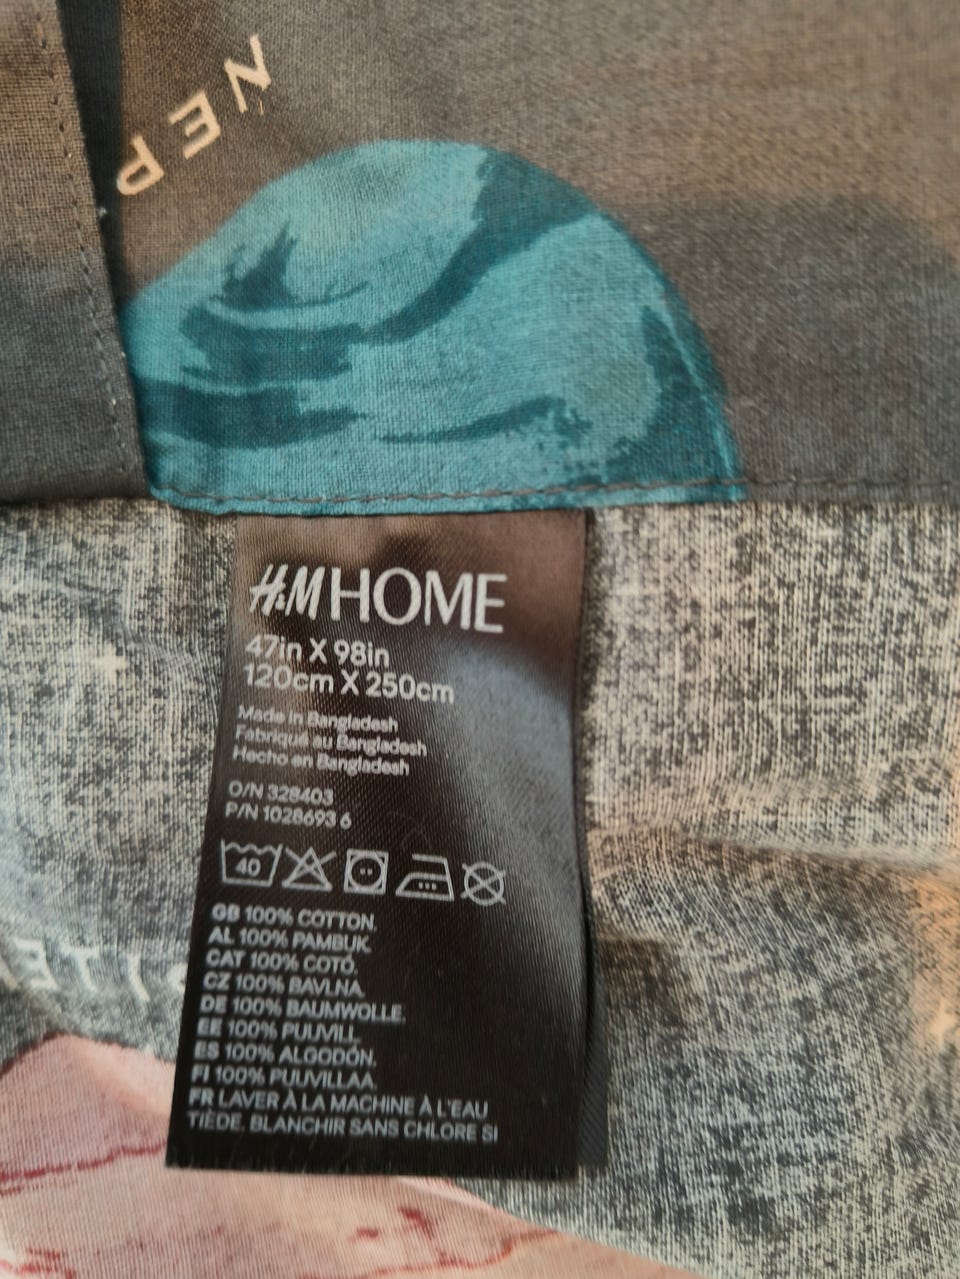 NEP
H&M HOME
47in X 98in
120cm X 250cm
Made in Bangladesh
Fabriqué au Bangladesh
Hecho en Bangladesh
O/N 328403
P/N 1028693 6
40
GB 100% COTTON.
AL 100% PAMBUK.
CAT 100% COTÓ.
CZ 100% BAVLNA.
DE 100% BAUMWOLLE.
EE 100% PUUVILL.
ES 100% ALGODÓN.
FI 100% PUUVILLAA.
FR LAVER À LA MACHINE À L'EAU
TIÈDE. BLANCHIR SANS CHLORE SI